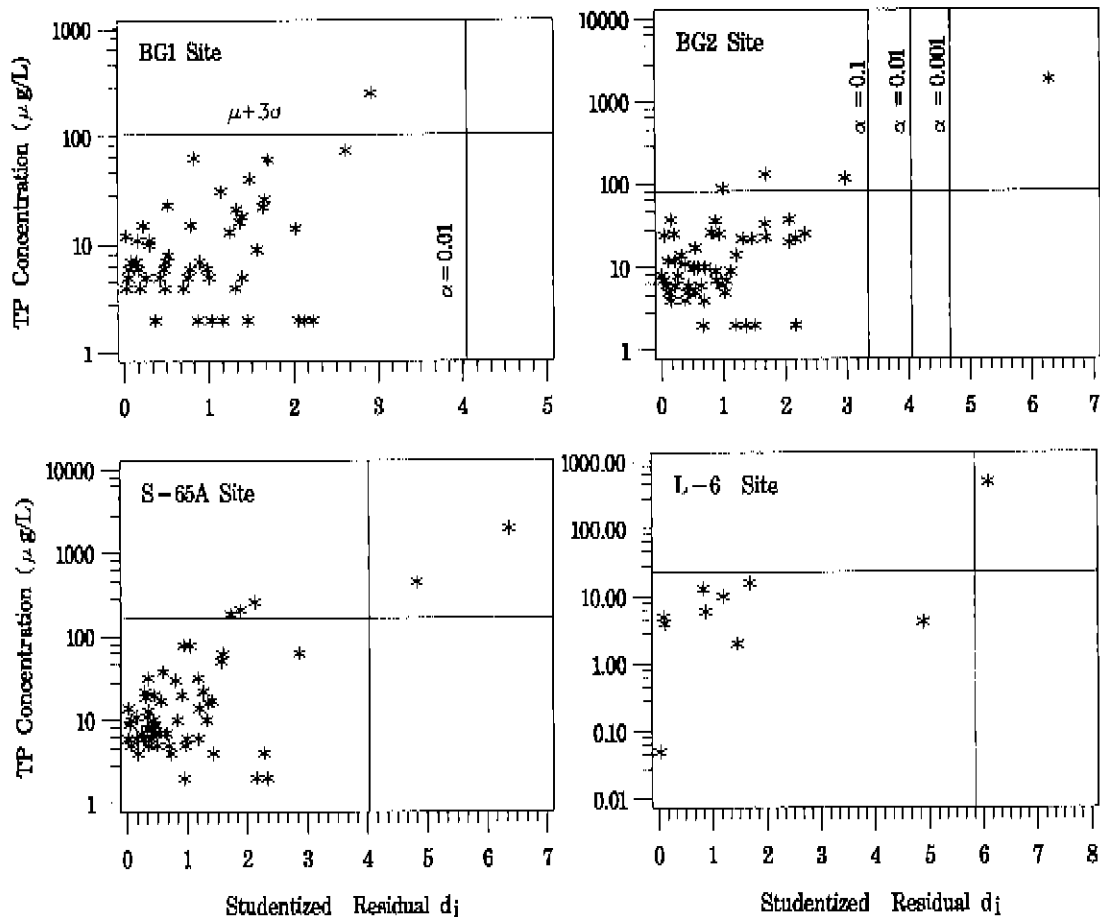 TP Concentration (μg/L)
1000
100
10
1
BG1 Site
μ+3σ
α=0.01
0 1 2 3 4 5
10000
1000
100
10
1
BG2 Site
α=0.1
α=0.01
α=0.001
0 1 2 3 4 5 6 7
TP Concentration (μg/L)
10000
1000
100
10
1
S-65A Site
0 1 2 3 4 5 6 7
Studentized Residual di
1000.00
100.00
10.00
1.00
0.10
0.01
L-6 Site
0 1 2 3 4 5 6 7 8
Studentized Residual di